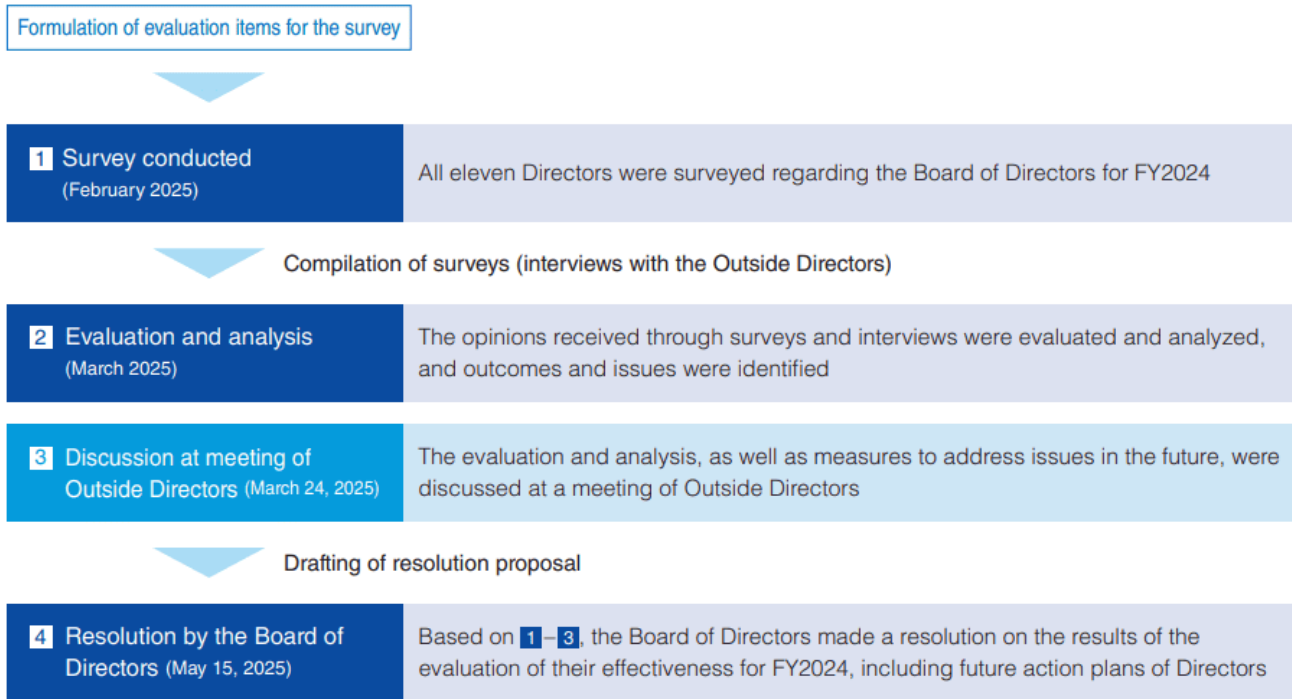 Formulation of evaluation items for the survey
1 Survey conducted
(February 2025)
All eleven Directors were surveyed regarding the Board of Directors for FY2024
Compilation of surveys (interviews with the Outside Directors)
2 Evaluation and analysis
(March 2025)
The opinions received through surveys and interviews were evaluated and analyzed,
and outcomes and issues were identified
3 Discussion at meeting of
Outside Directors (March 24, 2025)
The evaluation and analysis, as well as measures to address issues in the future, were
discussed at a meeting of Outside Directors
Drafting of resolution proposal
4 Resolution by the Board of
Directors (May 15, 2025)
Based on 1–3, the Board of Directors made a resolution on the results of the
evaluation of their effectiveness for FY2024, including future action plans of Directors